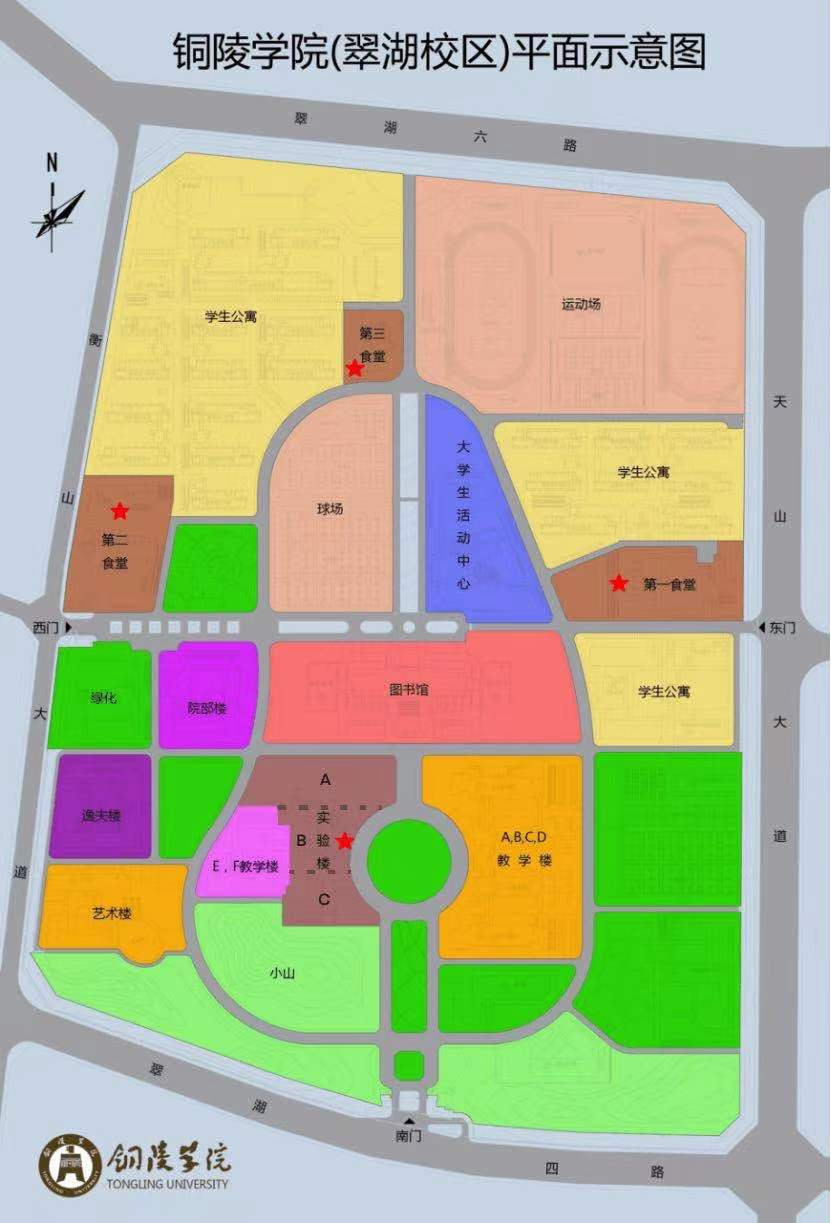 铜陵学院(翠湖校区)平面示意图
翠湖六路
N
学生公寓
运动场
第三
食堂
衡山大道
天山大道
大学生活动中心
学生公寓
球场
第二
食堂
第一食堂
西门
东门
绿化
院部楼
图书馆
学生公寓
A
逸夫楼
实验楼
B
A,B,C,D
教学楼
E，F教学楼
C
艺术楼
小山
翠湖四路
南门
铜陵学院
TONGLING UNIVERSITY